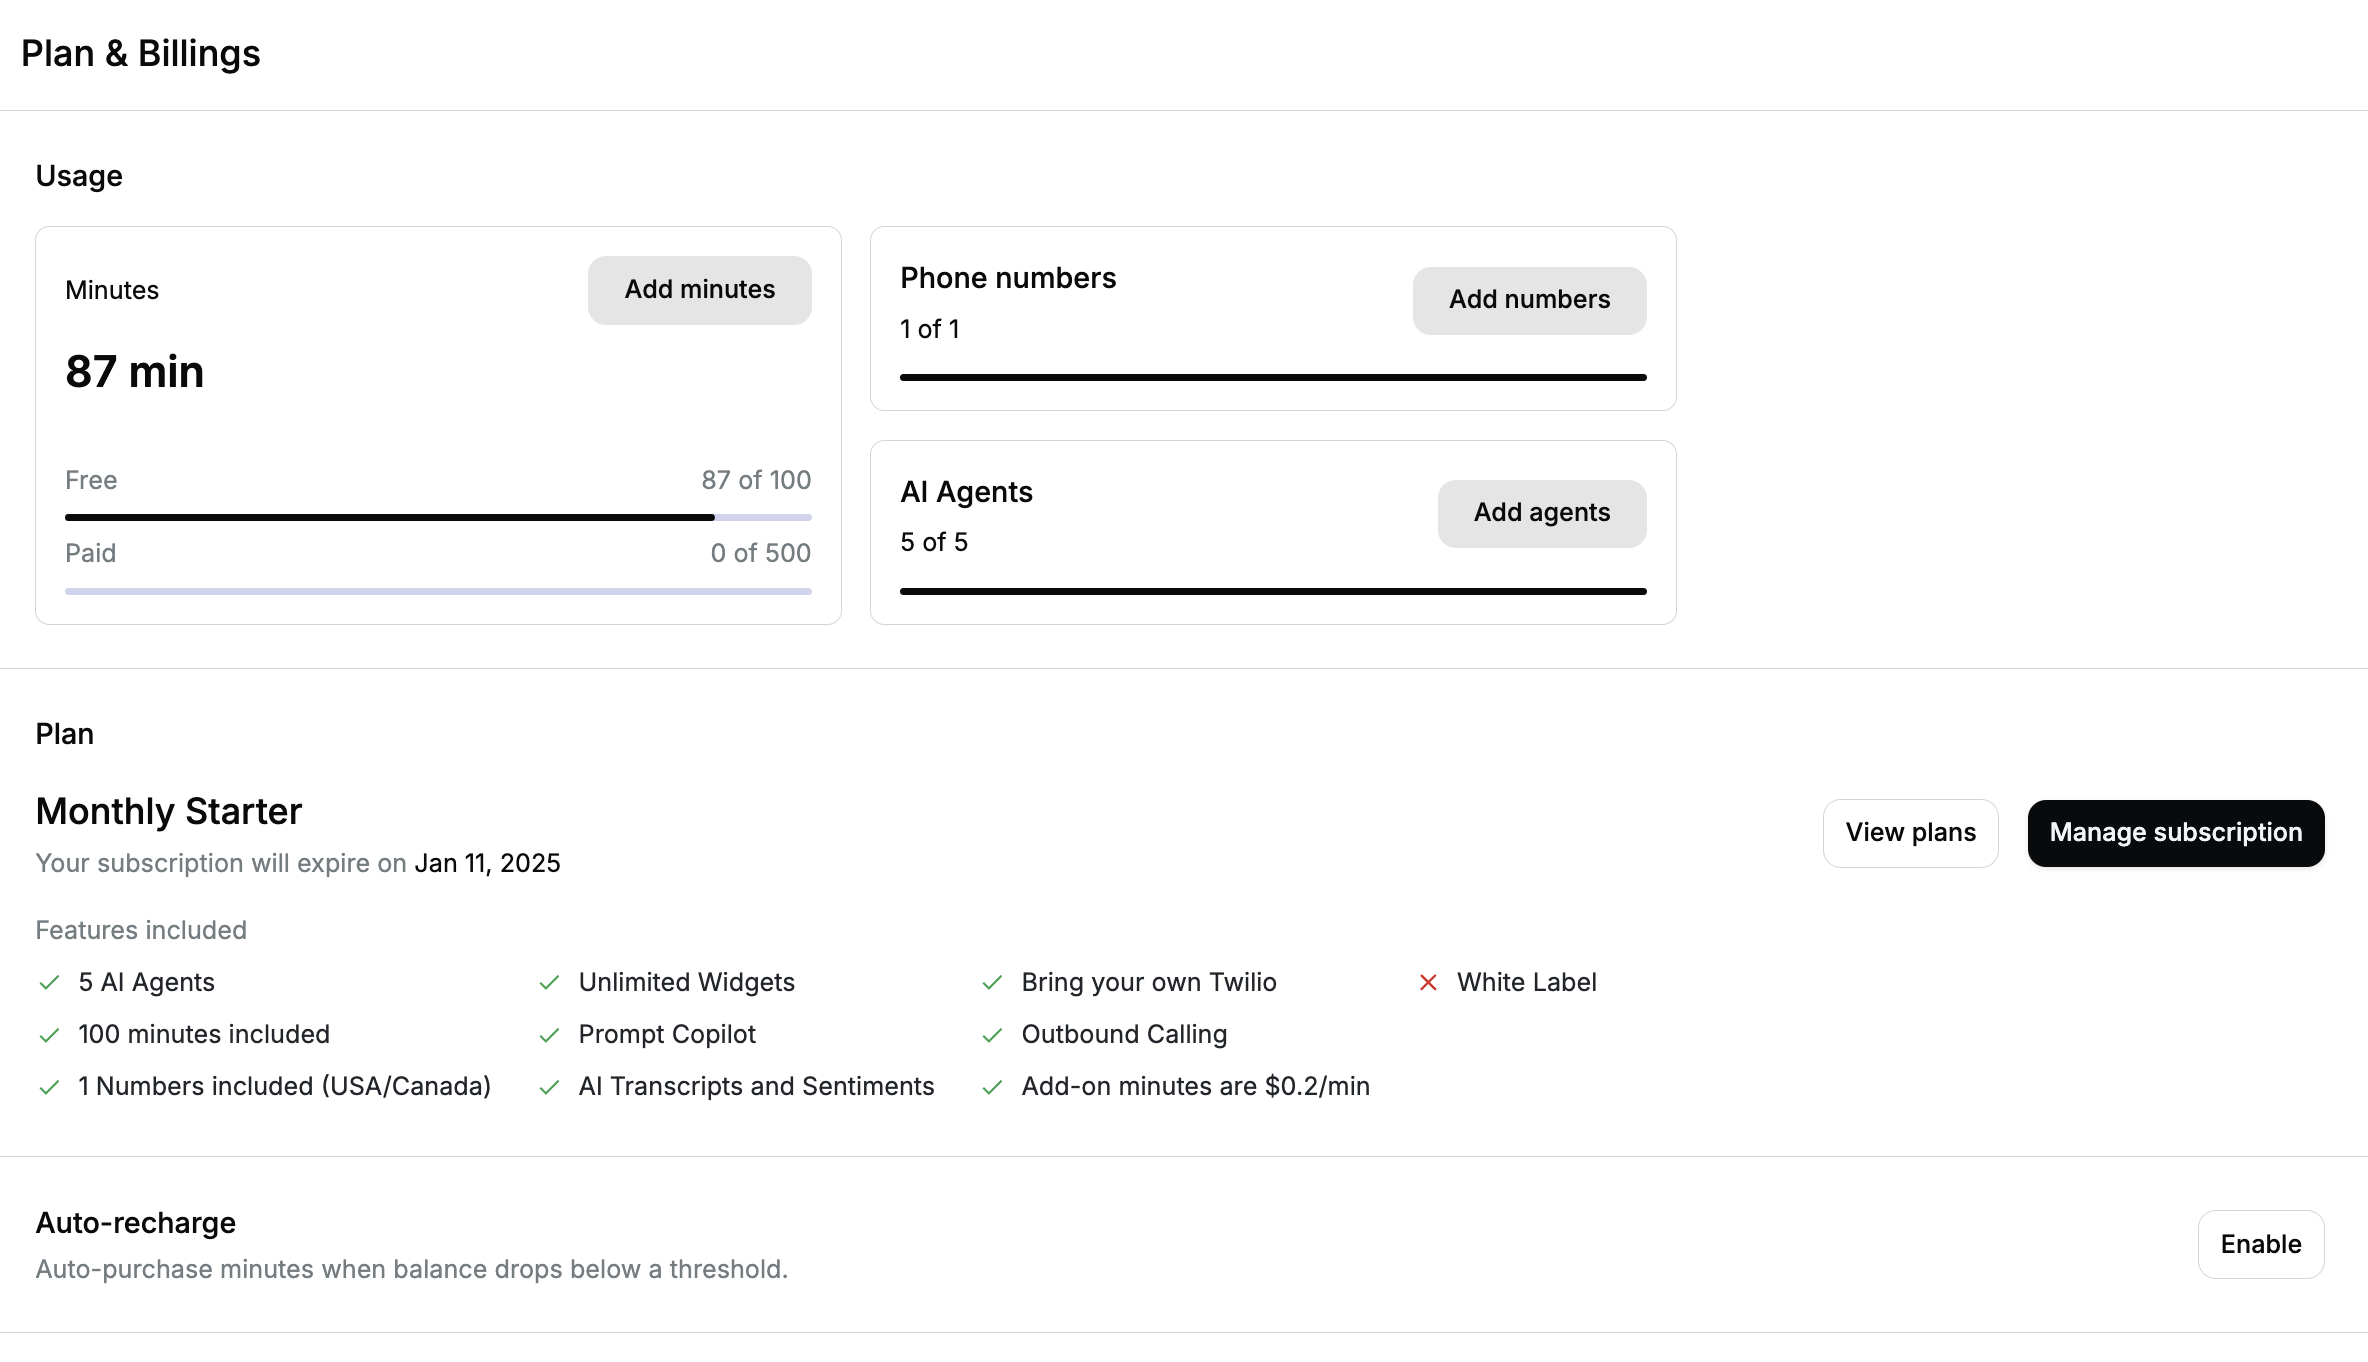 Plan & Billings
Usage
Minutes
Add minutes
87 min
Free
87 of 100
Paid
0 of 500
Phone numbers
1 of 1
Add numbers
AI Agents
5 of 5
Add agents
Plan
Monthly Starter
Your subscription will expire on Jan 11, 2025
View plans
Manage subscription
Features included
5 AI Agents
100 minutes included
1 Numbers included (USA/Canada)
Unlimited Widgets
Prompt Copilot
AI Transcripts and Sentiments
Bring your own Twilio
Outbound Calling
Add-on minutes are $0.2/min
White Label
Auto-recharge
Auto-purchase minutes when balance drops below a threshold.
Enable